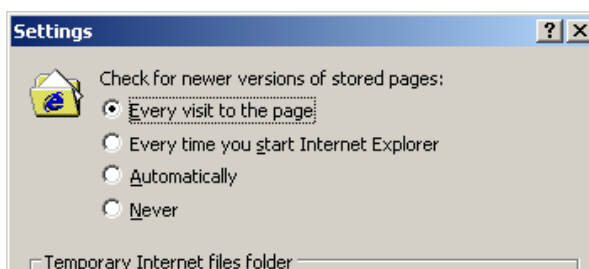 Settings
Check for newer versions of stored pages:
Every visit to the page
Every time you start Internet Explorer
Automatically
Never
Temporary Internet files folder